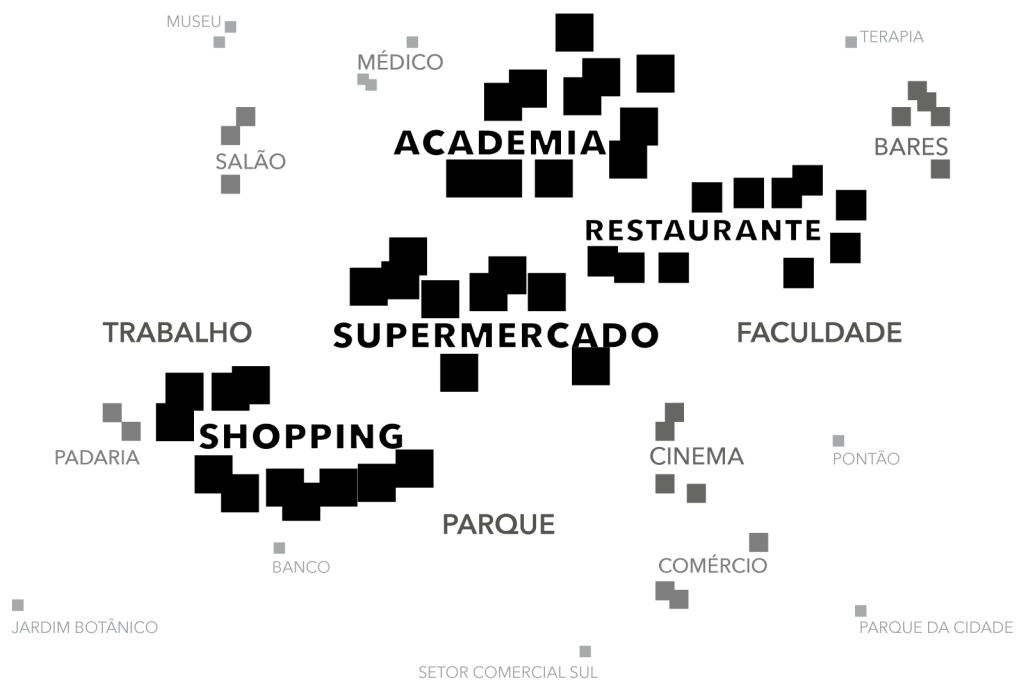 MUSEU
TERAPIA
MÉDICO
ACADEMIA
BARES
SALÃO
RESTAURANTE
TRABALHO
SUPERMERCADO
FACULDADE
SHOPPING
PADARIA
CINEMA
PONTÃO
PARQUE
BANCO
COMÉRCIO
JARDIM BOTÂNICO
PARQUE DA CIDADE
SETOR COMERCIAL SUL